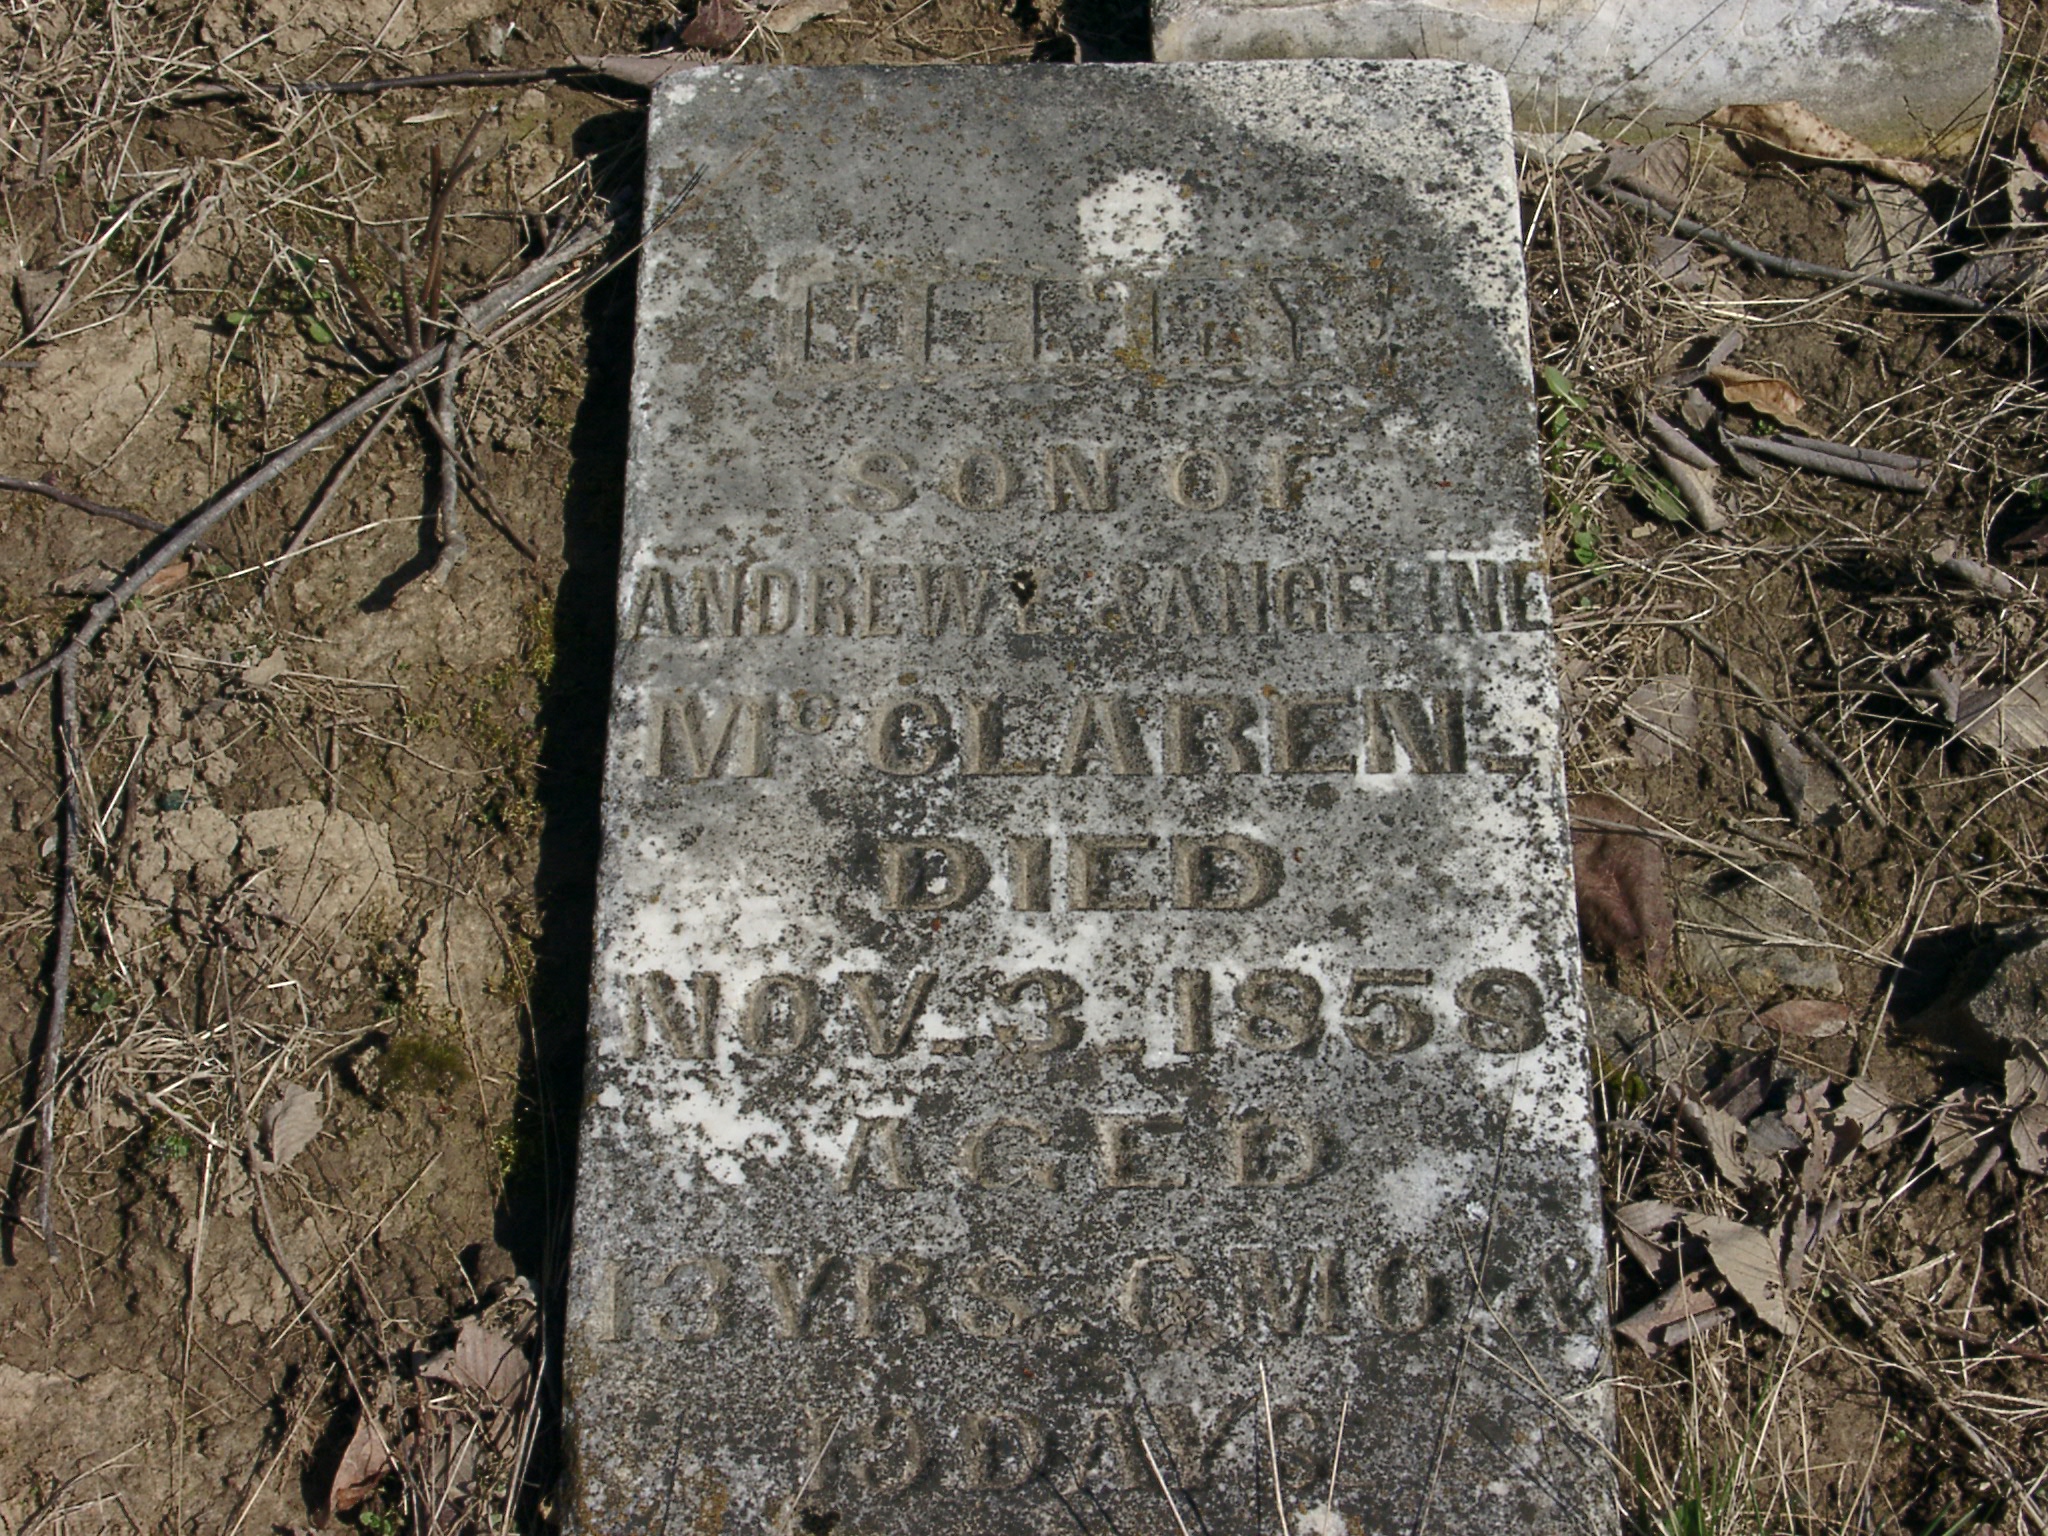 SON OF
ANDREW L. & ANGELINE
McCLAREN.
DIED
NOV. 3. 1858
AGED
13 YRS. 6 MO. &
19 DAYS